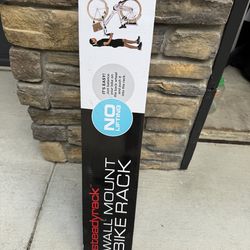 IT'S EASY!
NO
LIFTING
steadyrack
WALL MOUNT
BIKE RACK